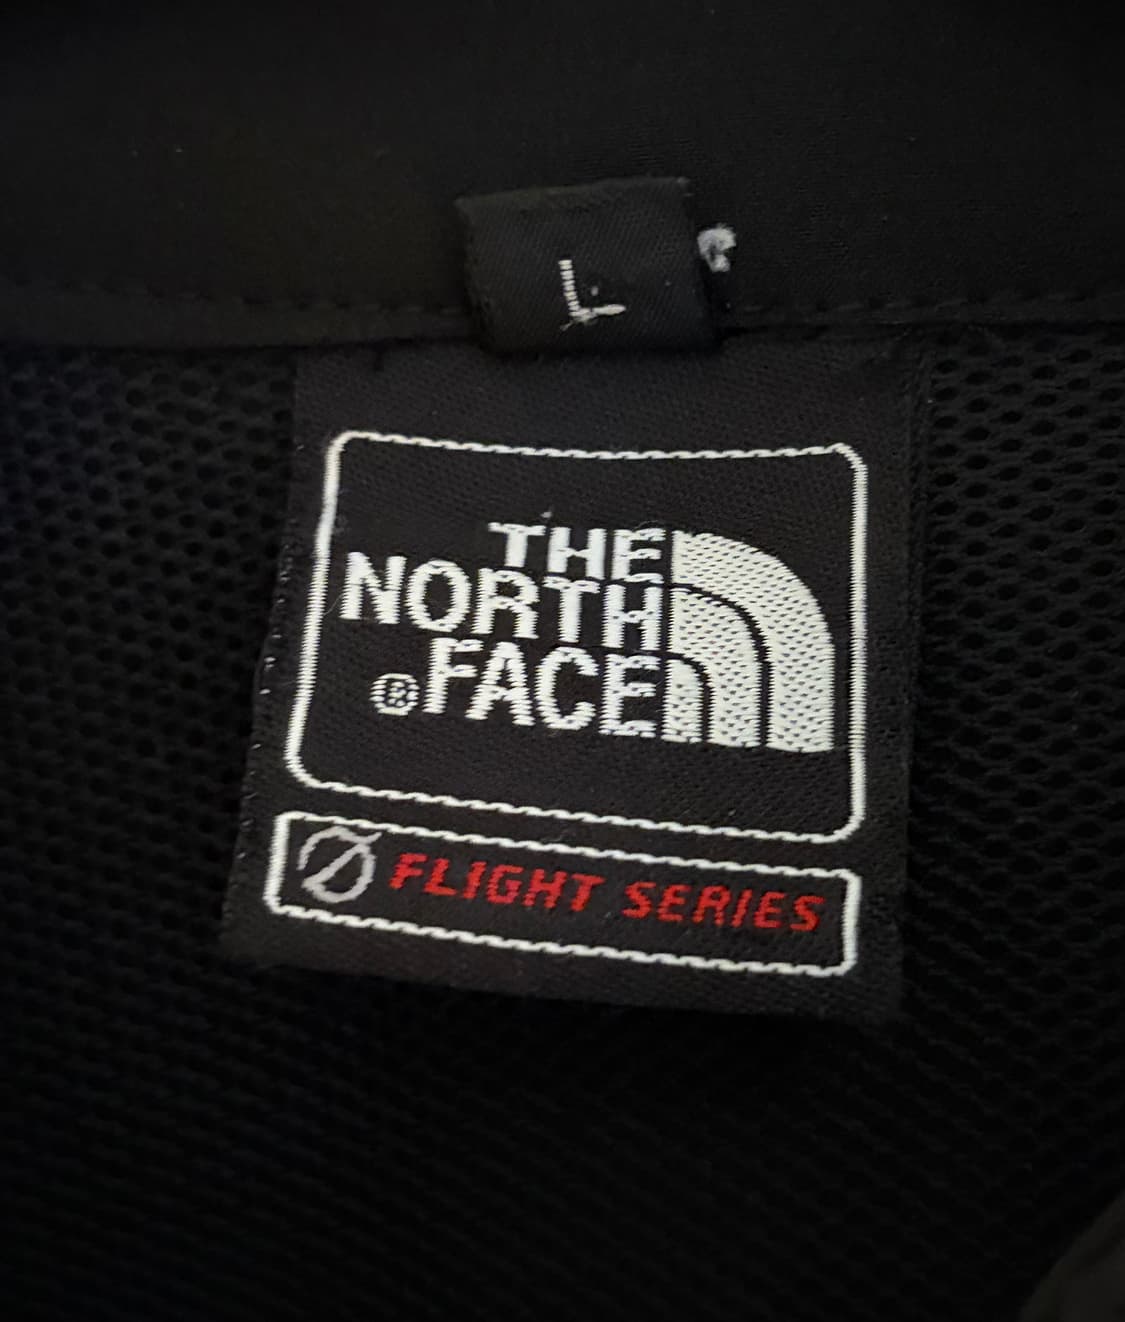 L
THE
NORTH
FACE
®
FLIGHT SERIES